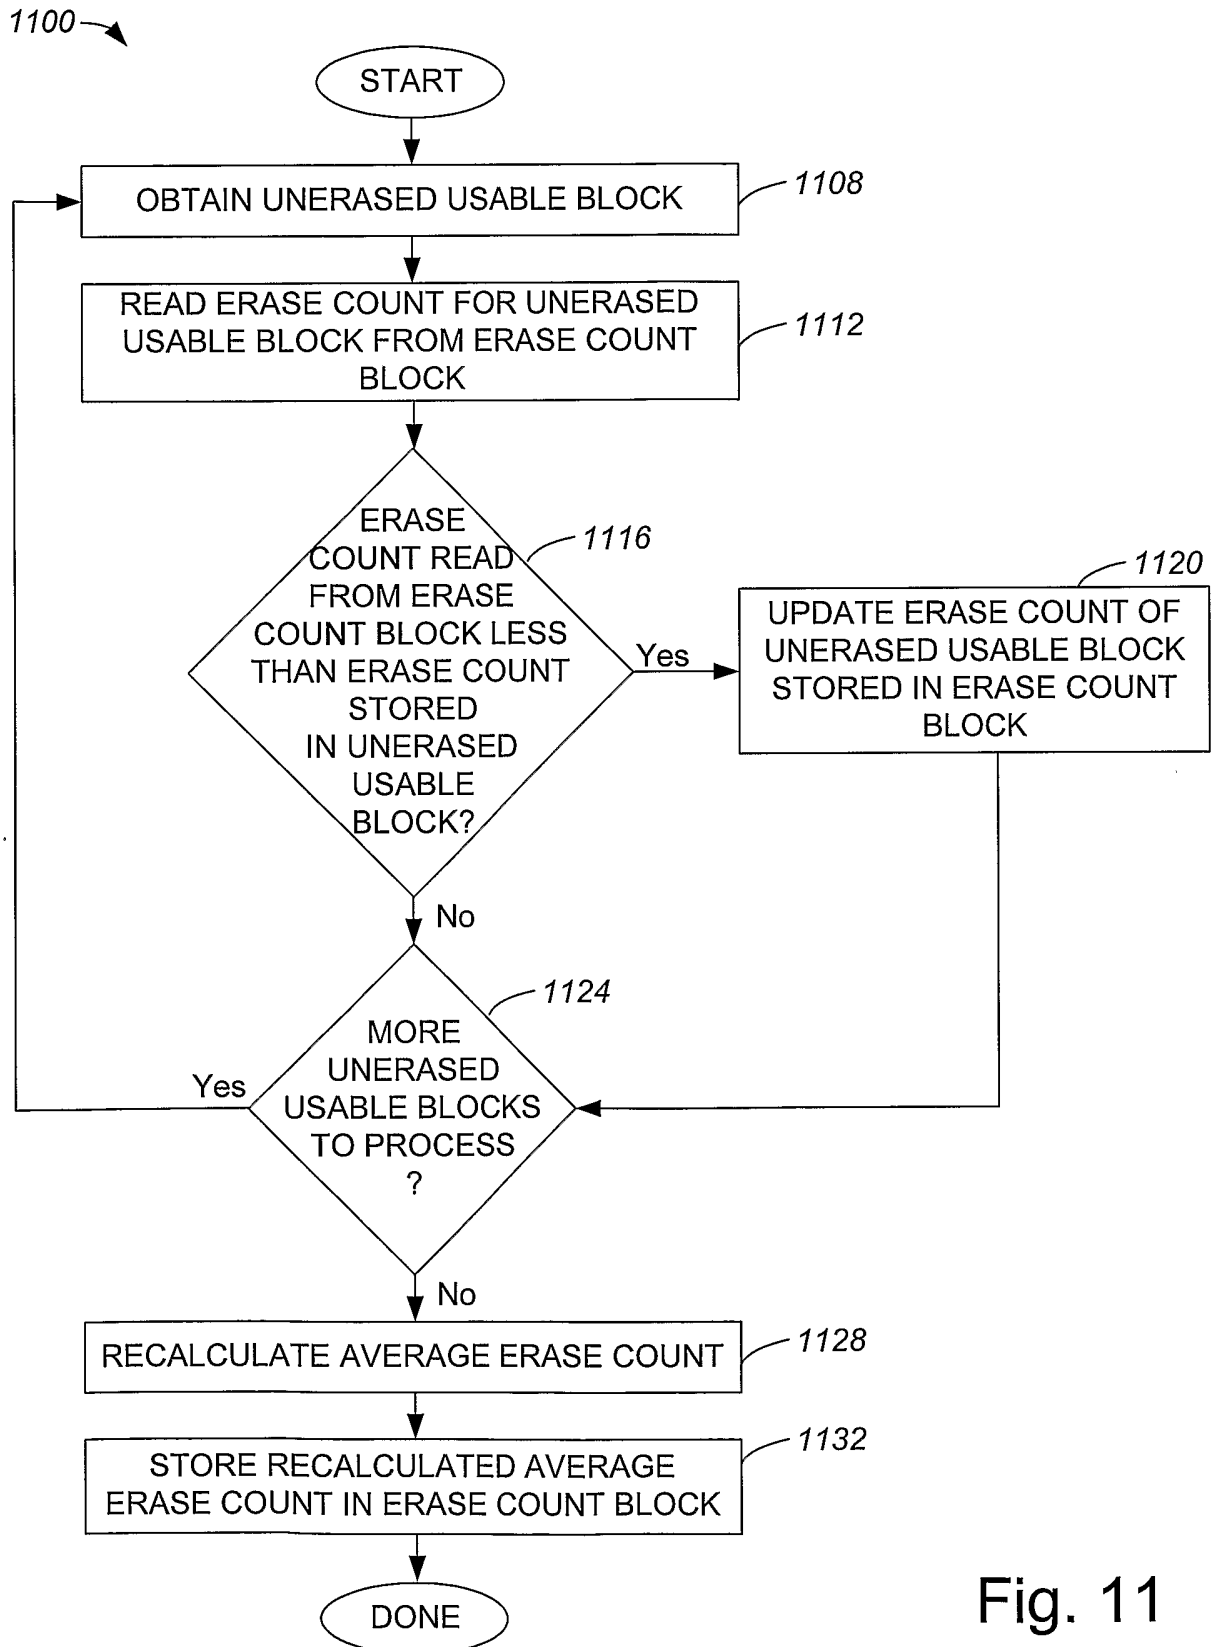 1100
START
OBTAIN UNERASED USABLE BLOCK
1108
READ ERASE COUNT FOR UNERASED
USABLE BLOCK FROM ERASE COUNT
BLOCK
1112
ERASE
COUNT READ
FROM ERASE
COUNT BLOCK LESS
THAN ERASE COUNT
STORED
IN UNERASED
USABLE
BLOCK?
1116
Yes
1120
UPDATE ERASE COUNT OF
UNERASED USABLE BLOCK
STORED IN ERASE COUNT
BLOCK
No
1124
MORE
UNERASED
USABLE BLOCKS
TO PROCESS
?
Yes
No
RECALCULATE AVERAGE ERASE COUNT
1128
STORE RECALCULATED AVERAGE
ERASE COUNT IN ERASE COUNT BLOCK
1132
DONE
Fig. 11